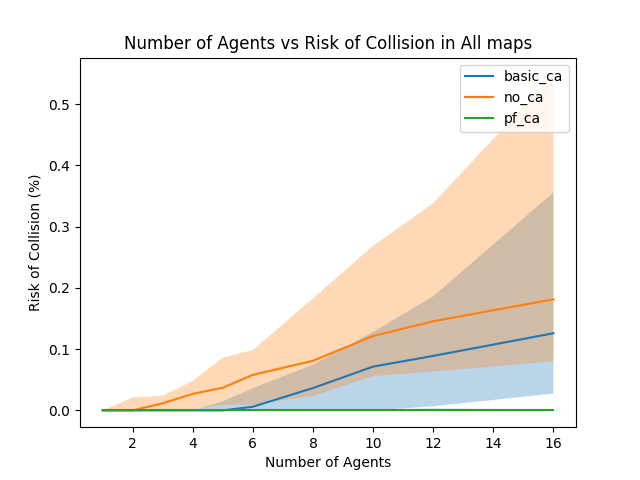 Number of Agents vs Risk of Collision in All maps
basic_ca
no_ca
pf_ca
Risk of Collision (%)
0.5
0.4
0.3
0.2
0.1
0.0
2 4 6 8 10 12 14 16
Number of Agents